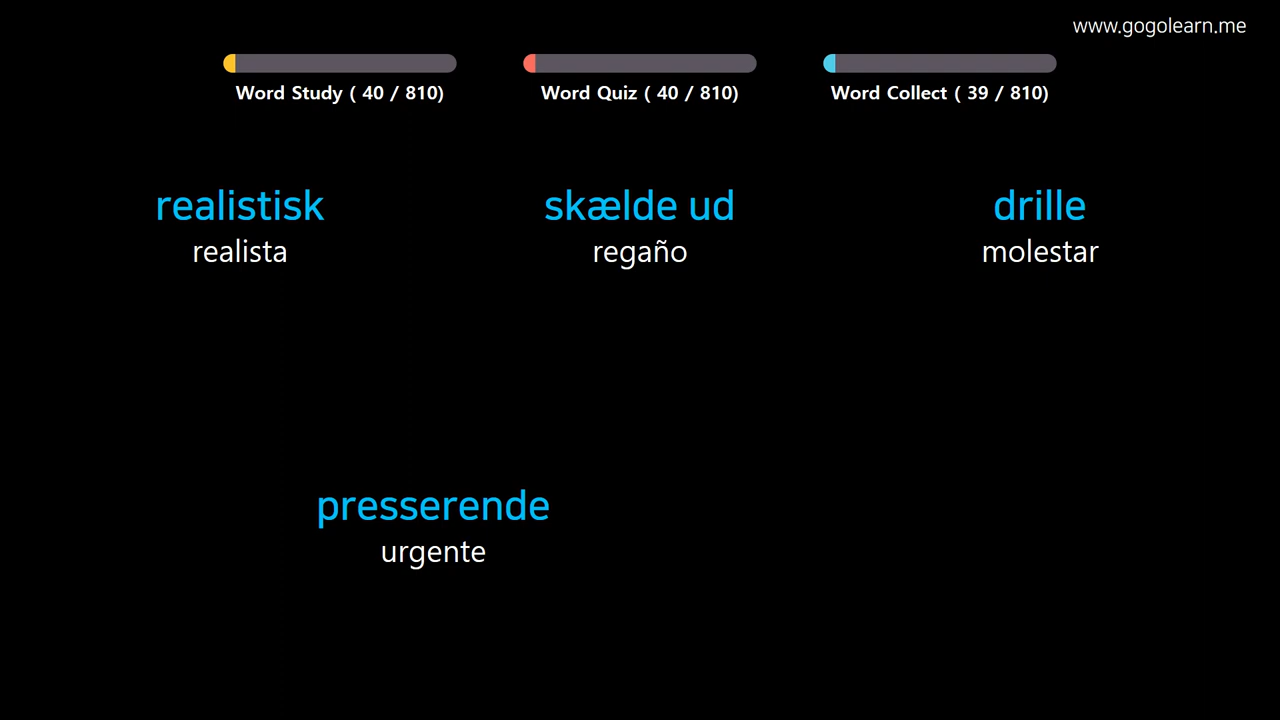 www.gogolearn.me
Word Study ( 40 / 810)
Word Quiz ( 40 / 810)
Word Collect ( 39 / 810)
realistisk
realista
skælde ud
regaño
drille
molestar
presserende
urgente